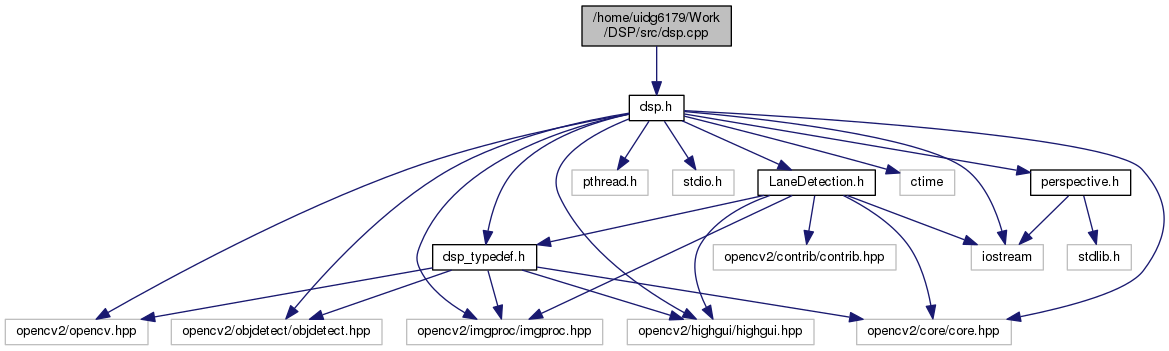 /home/uidg6179/Work
/DSP/src/dsp.cpp
dsp.h
pthread.h
stdio.h
LaneDetection.h
ctime
perspective.h
dsp_typedef.h
opencv2/contrib/contrib.hpp
iostream
stdlib.h
opencv2/opencv.hpp
opencv2/objdetect/objdetect.hpp
opencv2/imgproc/imgproc.hpp
opencv2/highgui/highgui.hpp
opencv2/core/core.hpp